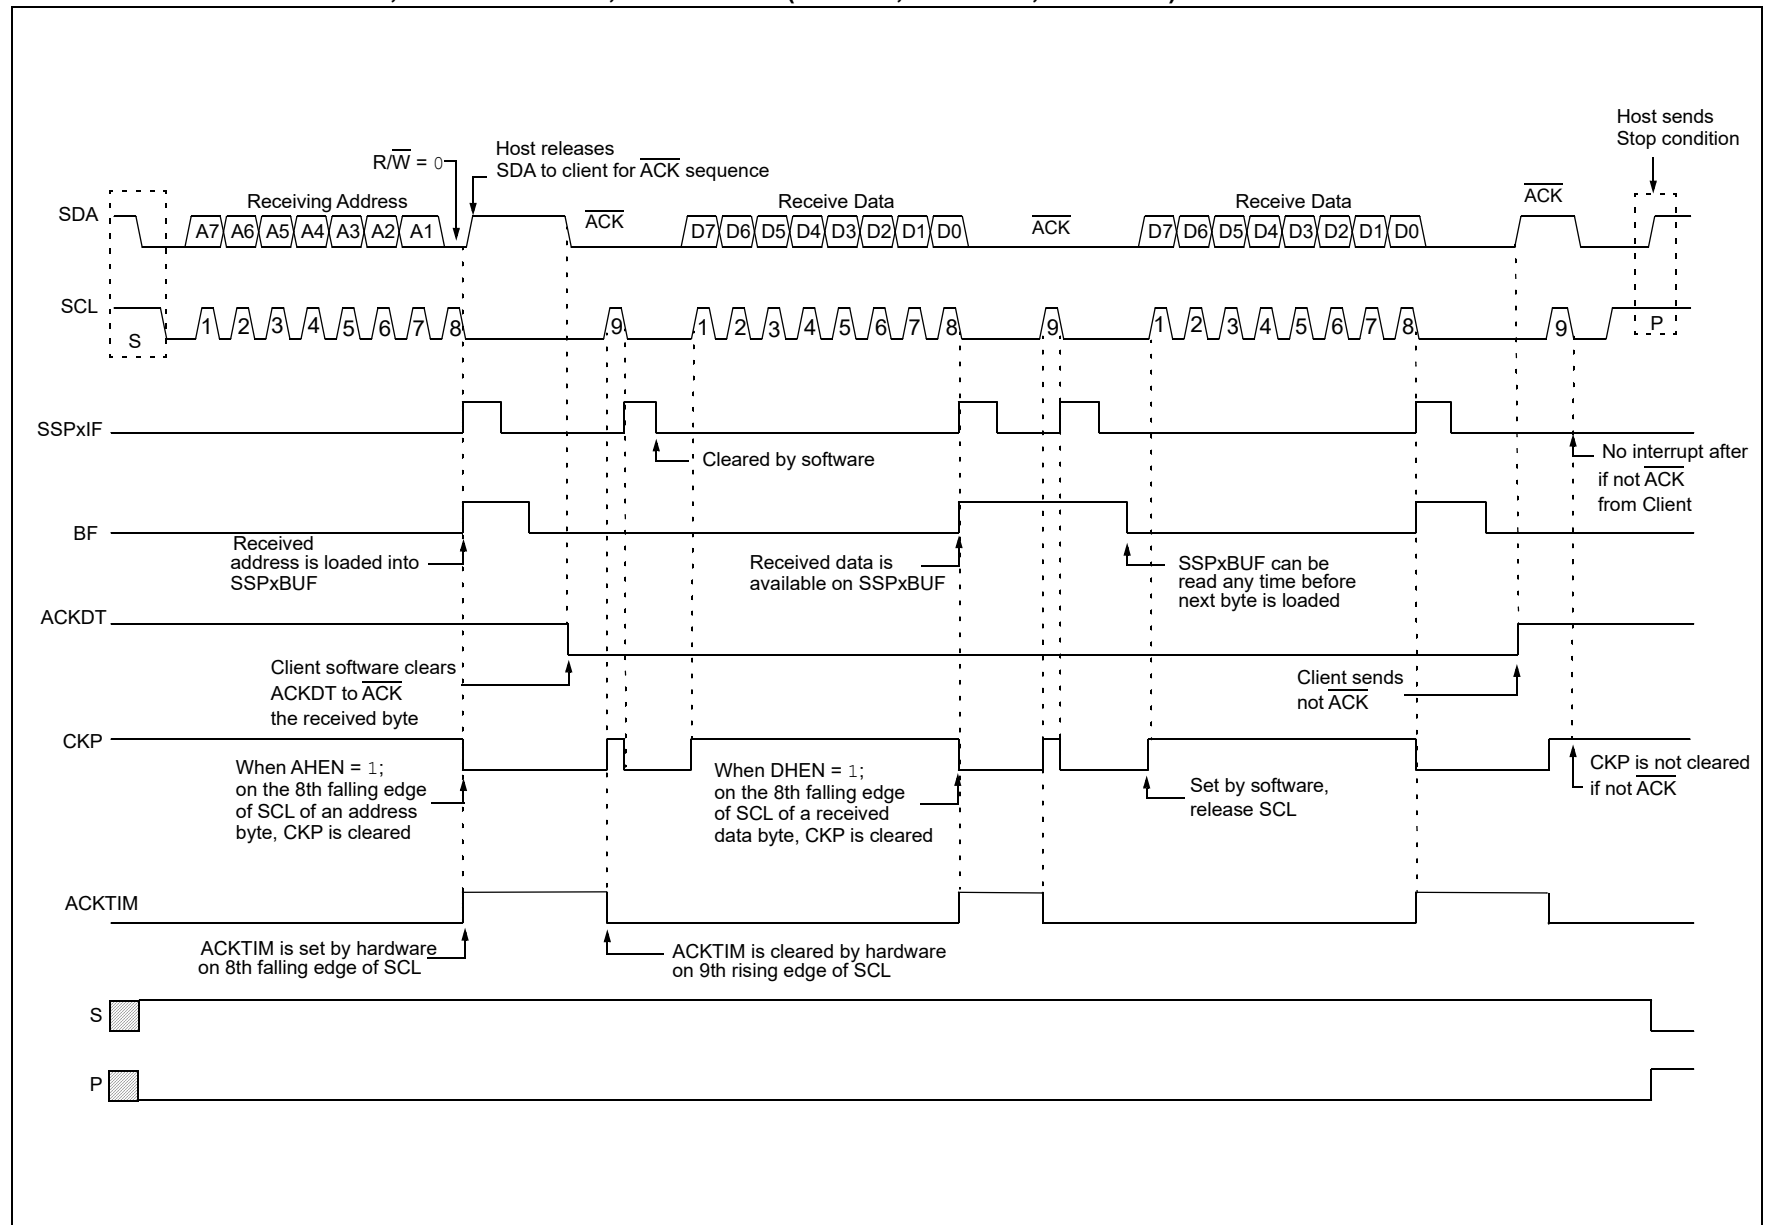 Host sends
Stop condition
R/W̅ = 0
Host releases
SDA to client for A̅C̅K̅ sequence
SDA
Receiving Address
A7 A6 A5 A4 A3 A2 A1
A̅C̅K̅
Receive Data
D7 D6 D5 D4 D3 D2 D1 D0
A̅C̅K̅
Receive Data
D7 D6 D5 D4 D3 D2 D1 D0
A̅C̅K̅
SCL
S
1 2 3 4 5 6 7 8 9 1 2 3 4 5 6 7 8 9 1 2 3 4 5 6 7 8 9
P
SSPxIF
Cleared by software
No interrupt after
if not A̅C̅K̅
from Client
BF
Received
address is loaded into
SSPxBUF
Received data is
available on SSPxBUF
SSPxBUF can be
read any time before
next byte is loaded
ACKDT
Client software clears
ACKDT to A̅C̅K̅
the received byte
Client sends
not A̅C̅K̅
CKP
When AHEN = 1;
on the 8th falling edge
of SCL of an address
byte, CKP is cleared
When DHEN = 1;
on the 8th falling edge
of SCL of a received
data byte, CKP is cleared
Set by software,
release SCL
CKP is not cleared
if not A̅C̅K̅
ACKTIM
ACKTIM is set by hardware
on 8th falling edge of SCL
ACKTIM is cleared by hardware
on 9th rising edge of SCL
S
P